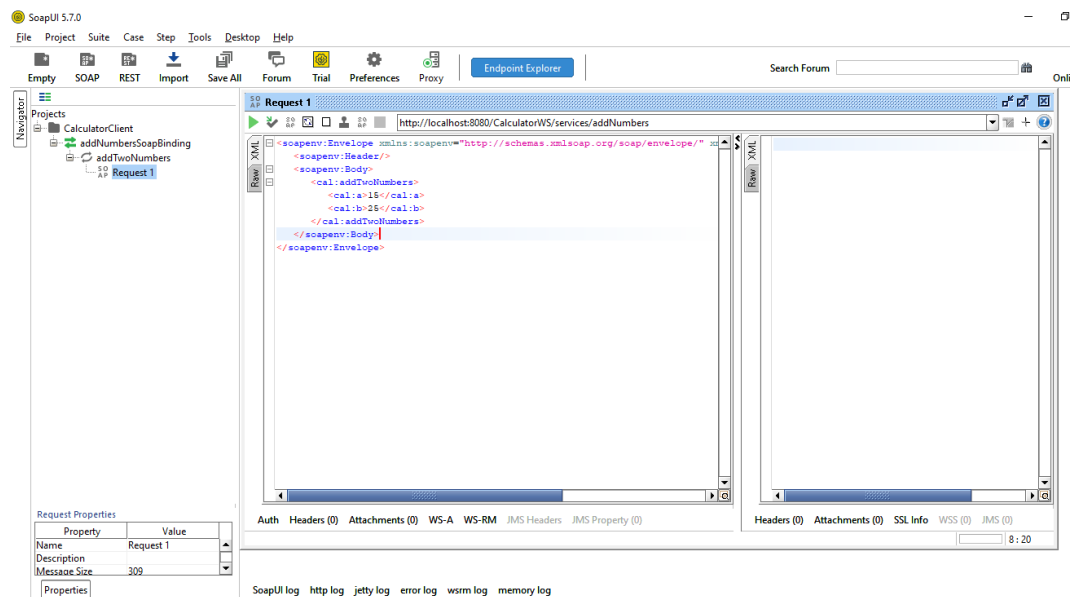 SoapUI 5.7.0
File Project Suite Case Step Tools Desktop Help
Empty SOAP REST Import Save All Forum Trial Preferences Proxy Endpoint Explorer Search Forum Onli
Navigator
Projects
CalculatorClient
addNumbersSoapBinding
addTwoNumbers
SOAP Request 1
Request Properties
Property Value
Name Request 1
Description
Message Size 309
Properties
SOAP Request 1
http://localhost:8080/CalculatorWS/services/addNumbers
XML
Raw
<soapenv:Envelope xmlns:soapenv="http://schemas.xmlsoap.org/soap/envelope/"
<soapenv:Header/>
<soapenv:Body>
<cal:addTwoNumbers>
<cal:a>15</cal:a>
<cal:b>25</cal:b>
</cal:addTwoNumbers>
</soapenv:Body>
</soapenv:Envelope>
Auth Headers (0) Attachments (0) WS-A WS-RM JMS Headers JMS Property (0)
XML
Raw
Headers (0) Attachments (0) SSL Info WSS (0) JMS (0)
8 : 20
SoapUI log http log jetty log error log wsrm log memory log